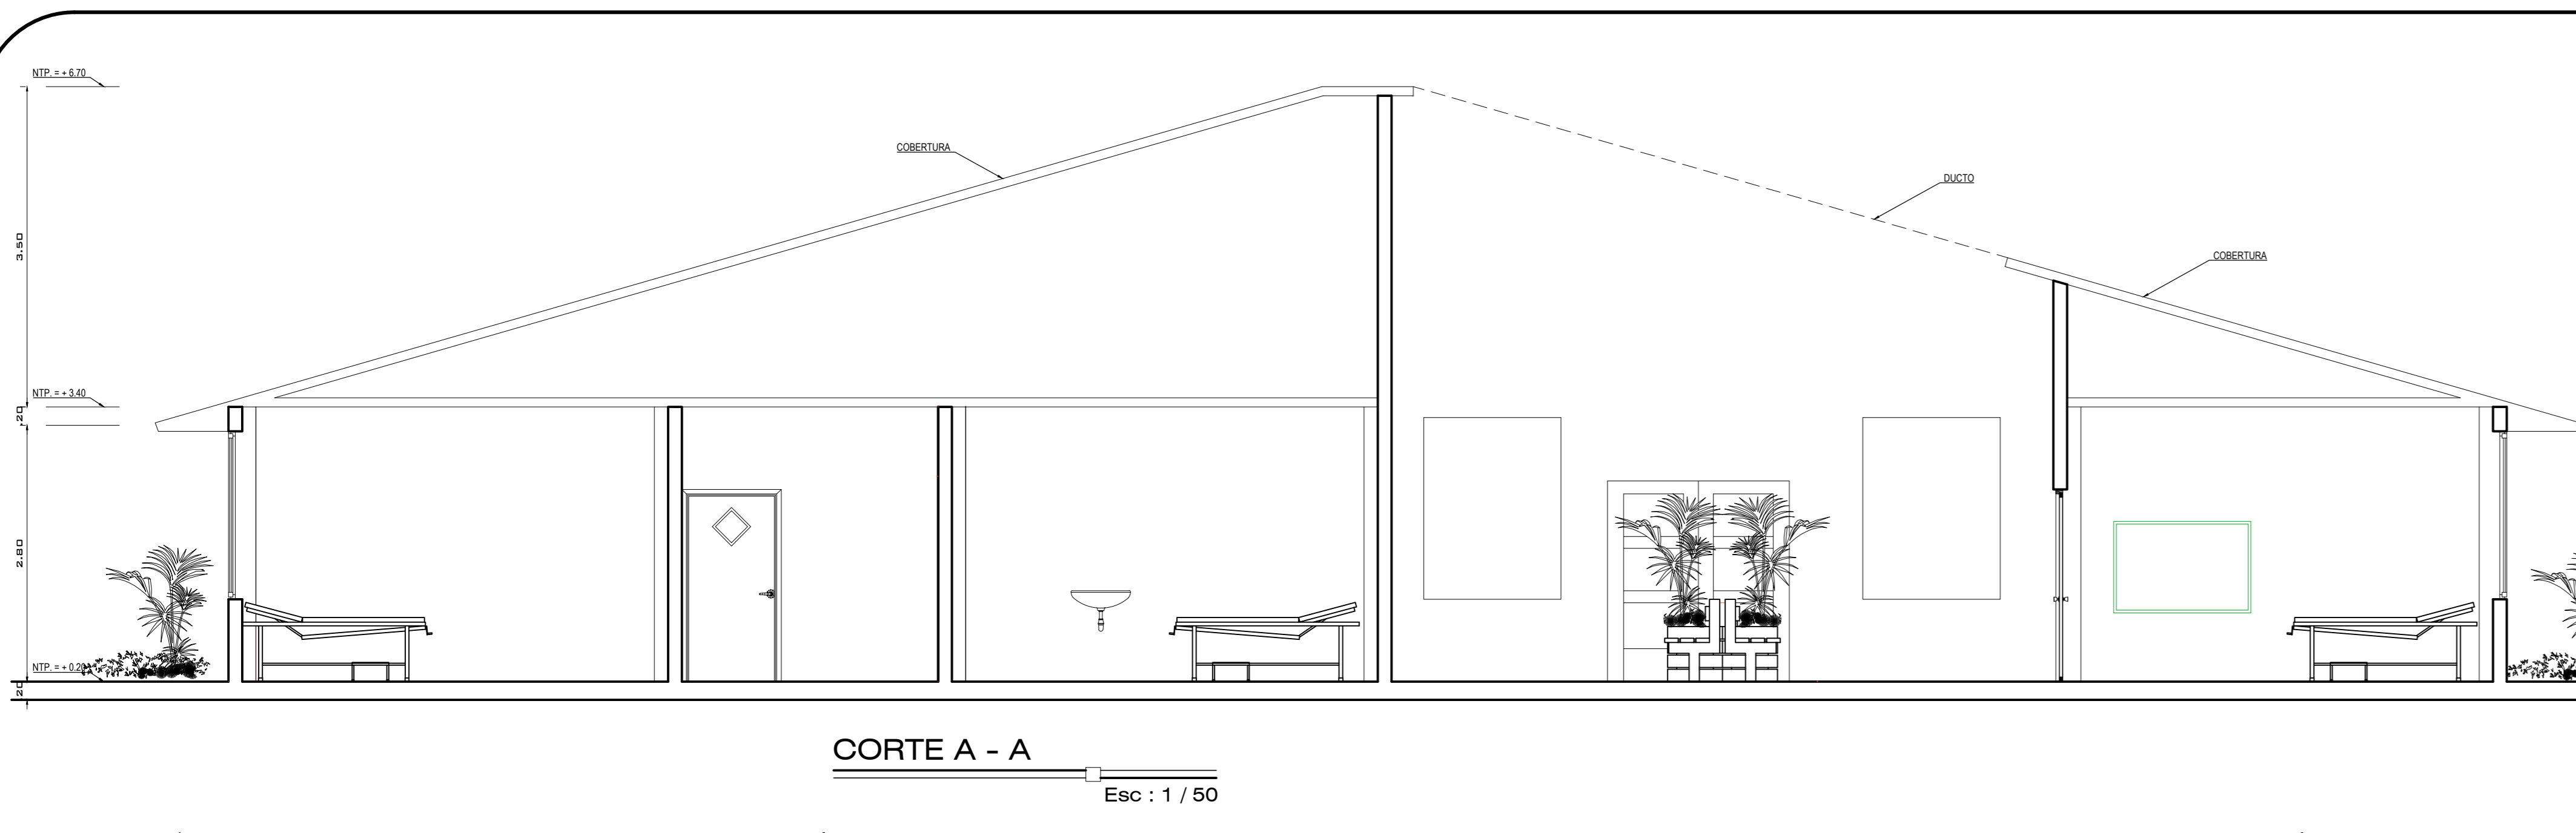 NTP. = + 6.70
COBERTURA
DUCTO
3.50
COBERTURA
NTP. = + 3.40
.20
2.80
NTP. = + 0.20
.20
CORTE A - A
Esc : 1 / 50